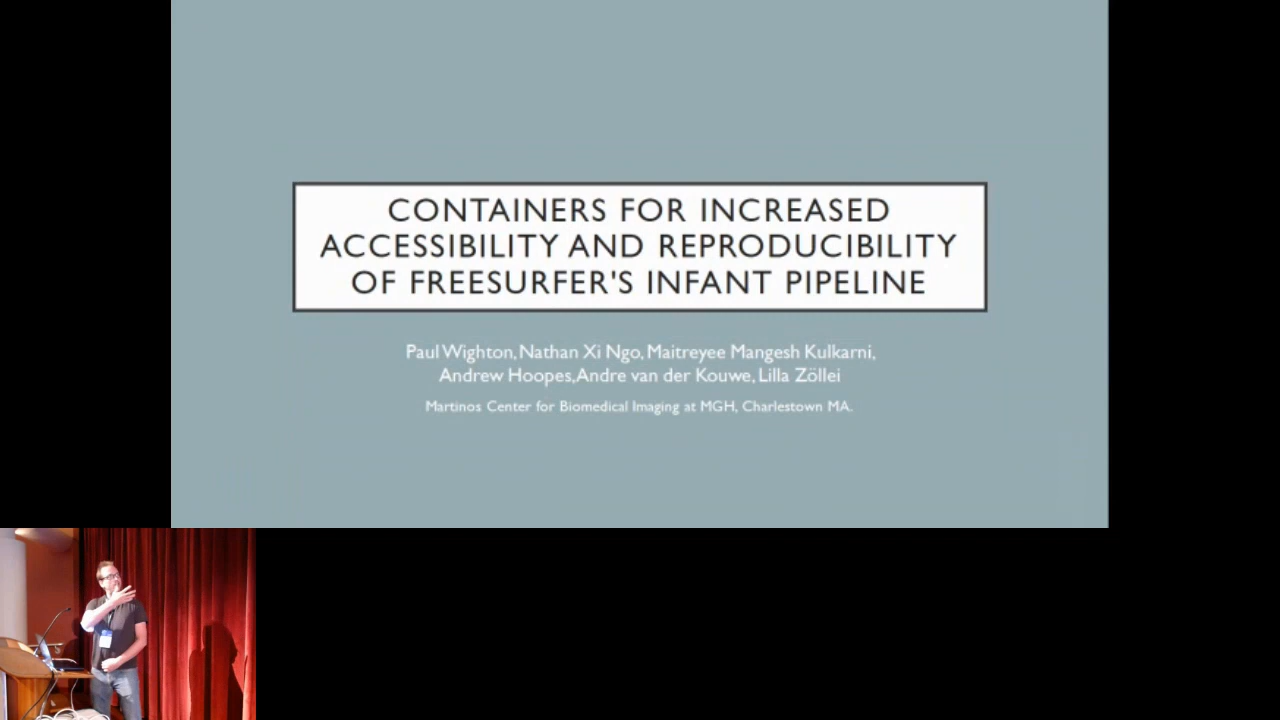 CONTAINERS FOR INCREASED
ACCESSIBILITY AND REPRODUCIBILITY
OF FREESURFER'S INFANT PIPELINE
Paul Wighton, Nathan Xi Ngo, Maitreyee Mangesh Kulkarni,
Andrew Hoopes, Andre van der Kouwe, Lilla Zöllei
Martinos Center for Biomedical Imaging at MGH, Charlestown MA.